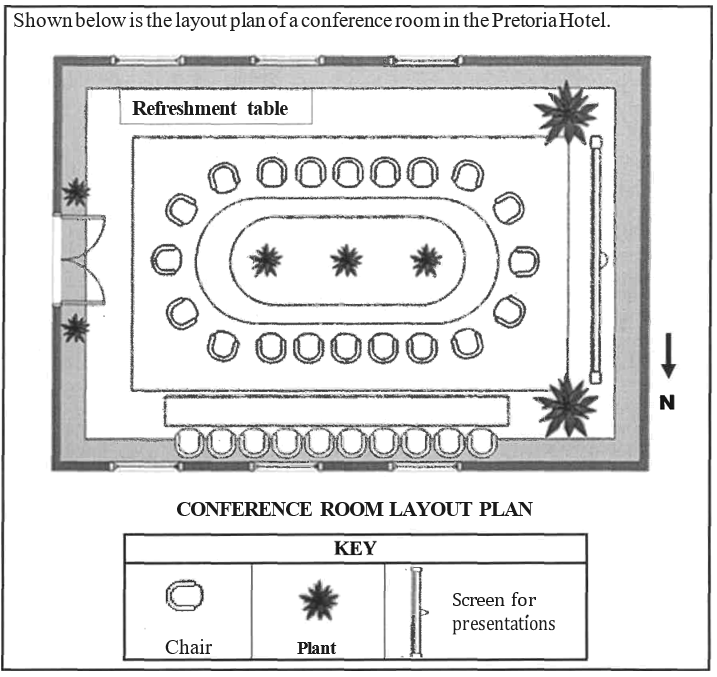 Shown below is the layout plan of a conference room in the Pretoria Hotel.
Refreshment table
N
CONFERENCE ROOM LAYOUT PLAN
KEY
Chair
Plant
Screen for
presentations